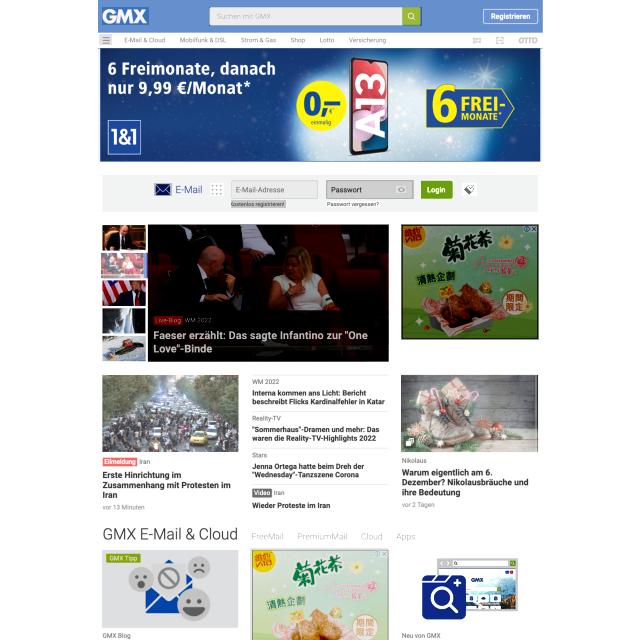 GMX
Suchen mit GMX
Registrieren
E-Mail & Cloud Mobilfunk & DSL Strom & Gas Shop Lotto Versicherung OTTO
6 Freimonate, danach
nur 9,99 €/Monat*
0,–
einmalig
A13
6 FREI-
MONATE*
1&1
E-Mail
E-Mail-Adresse
Passwort
Login
Kostenlos registrieren!
Passwort vergessen?
Live-Blog WM 2022
Faeser erzählt: Das sagte Infantino zur "One
Love"-Binde
菊花茶
清熱企劃
期間
限定
Eilmeldung Iran
Erste Hinrichtung im
Zusammenhang mit Protesten im
Iran
vor 13 Minuten
WM 2022
Interna kommen ans Licht: Bericht
beschreibt Flicks Kardinalfehler in Katar
Reality-TV
"Sommerhaus"-Dramen und mehr: Das
waren die Reality-TV-Highlights 2022
Stars
Jenna Ortega hatte beim Dreh der
"Wednesday"-Tanzszene Corona
Video Iran
Wieder Proteste im Iran
Nikolaus
Warum eigentlich am 6.
Dezember? Nikolausbräuche und
ihre Bedeutung
vor 2 Tagen
GMX E-Mail & Cloud
FreeMail PremiumMail Cloud Apps
GMX Tipp
GMX Blog
菊花茶
清熱企劃
期間
限定
GMX
Neu von GMX